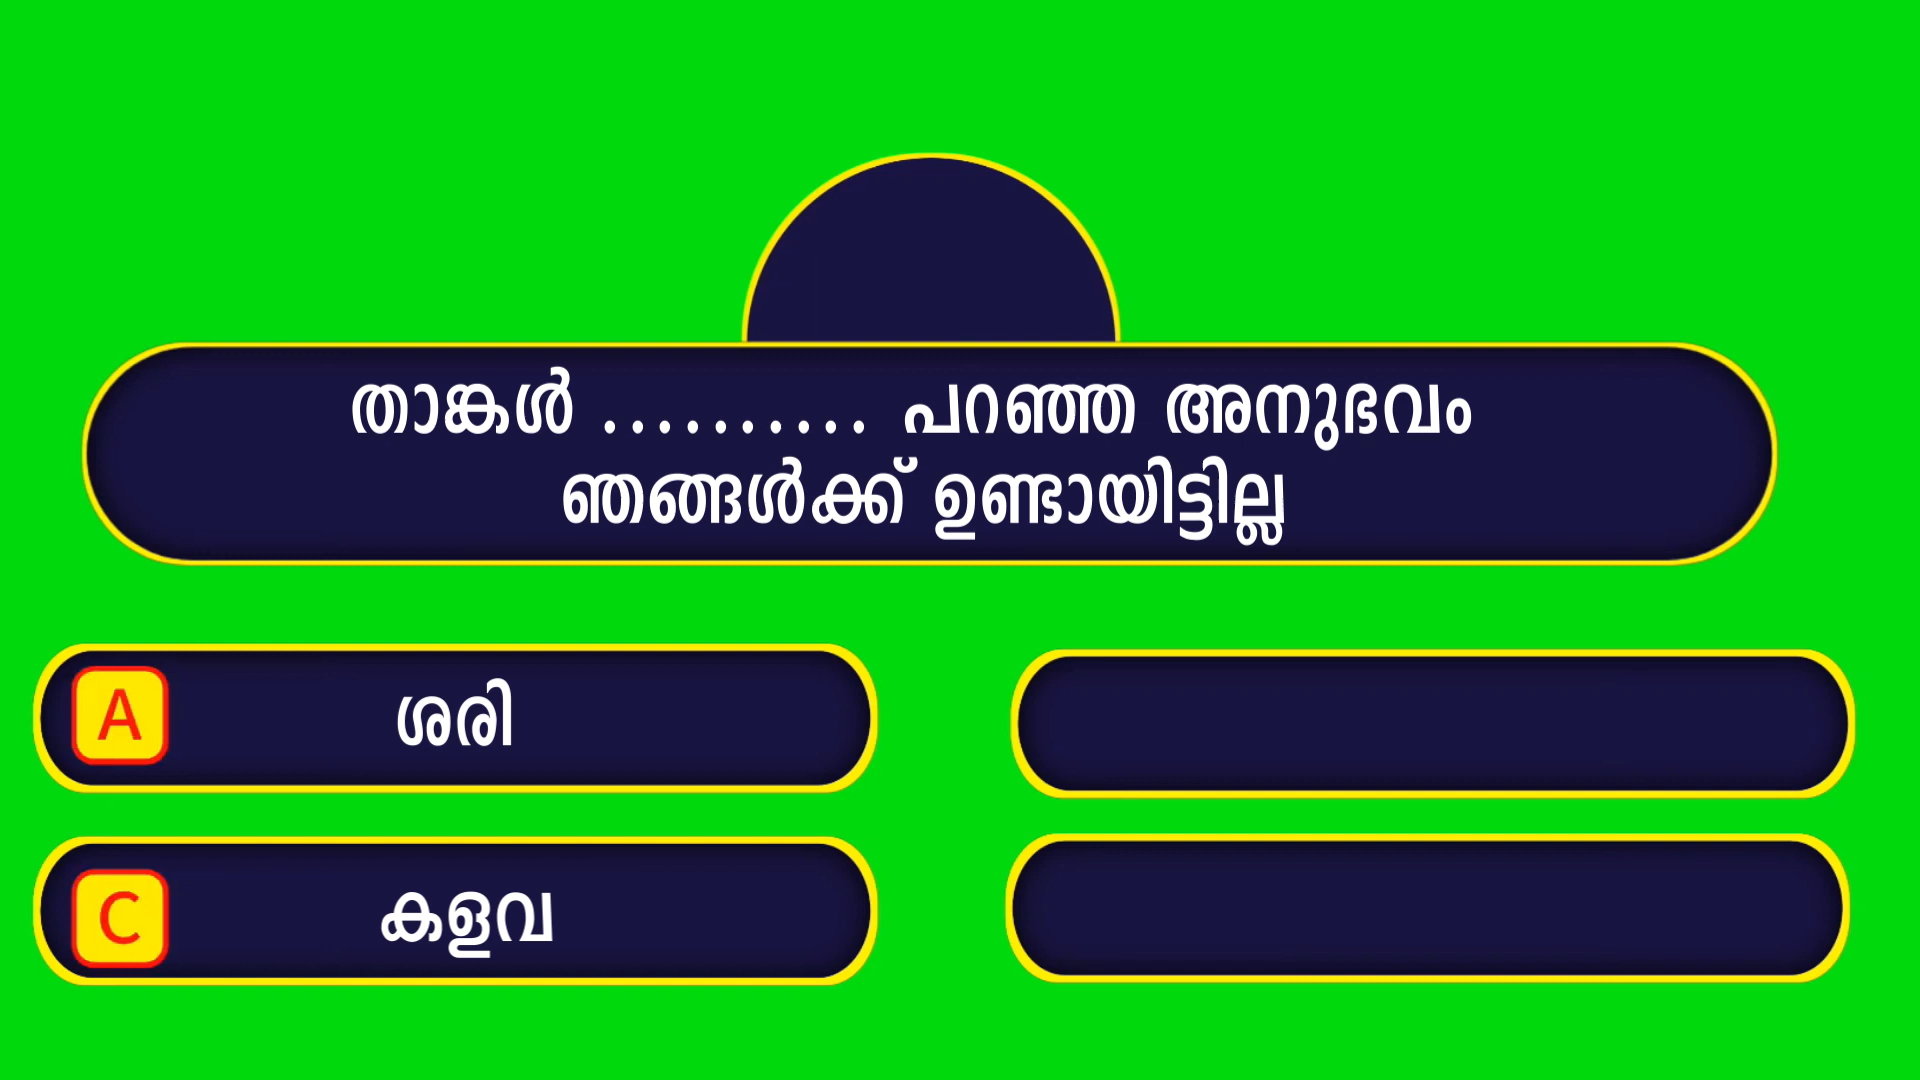 താങ്കൾ .......... പറഞ്ഞ അനുഭവം
ഞങ്ങൾക്ക് ഉണ്ടായിട്ടില്ല
A ശരി
C കളവ